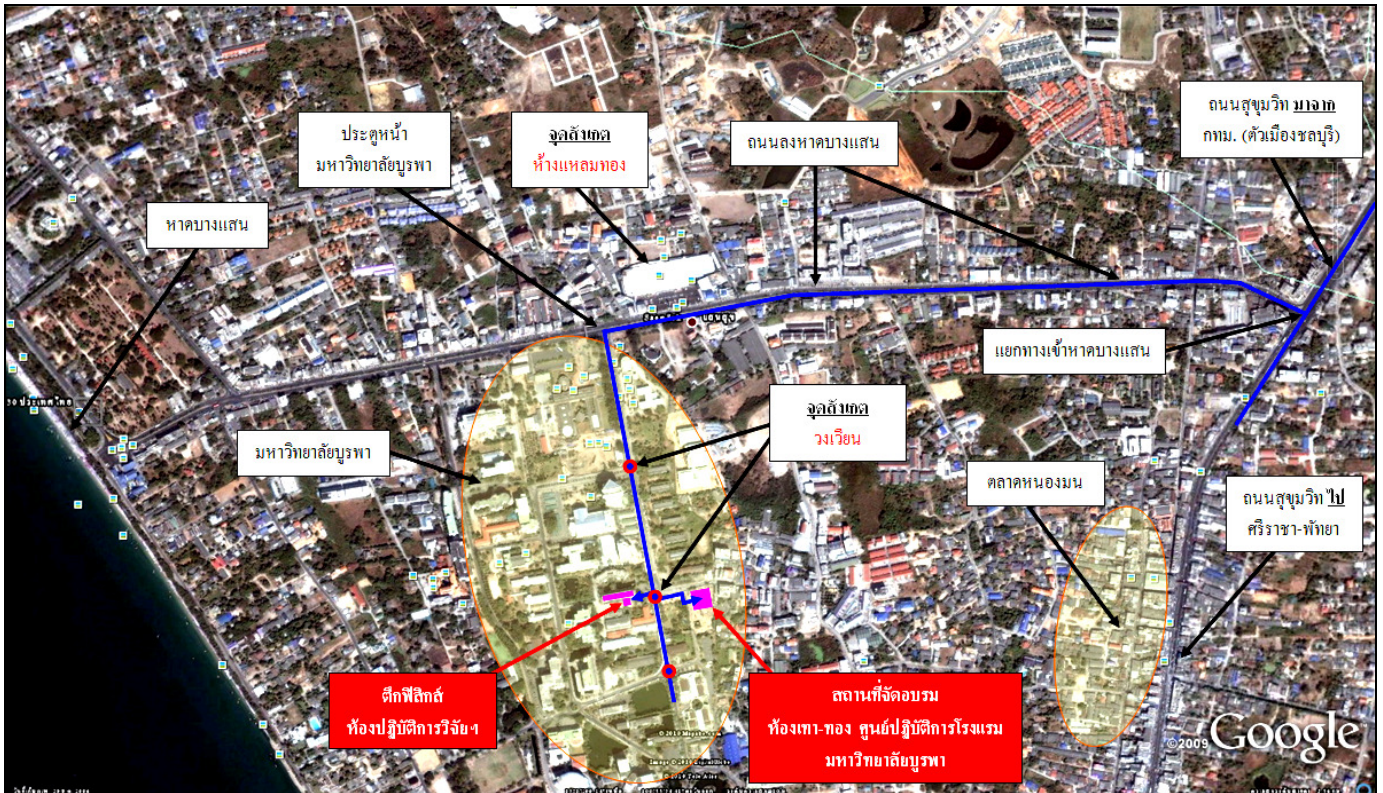 ถนนสุขุมวิท มาจาก
กทม. (ตัวเมืองชลบุรี)
ประตูหน้า
มหาวิทยาลัยบูรพา
จุดสังเกต
ห้างแหลมทอง
ถนนลงหาดบางแสน
หาดบางแสน
แยกทางเข้าหาดบางแสน
จุดสังเกต
วงเวียน
มหาวิทยาลัยบูรพา
ตลาดหนองมน
ถนนสุขุมวิท ไป
ศรีราชา-พัทยา
ตึกฟิสิกส์
ห้องปฏิบัติการวิจัยฯ
สถานที่จัดอบรม
ห้องเทา-ทอง ศูนย์ปฏิบัติการโรงแรม
มหาวิทยาลัยบูรพา
©2009 Google